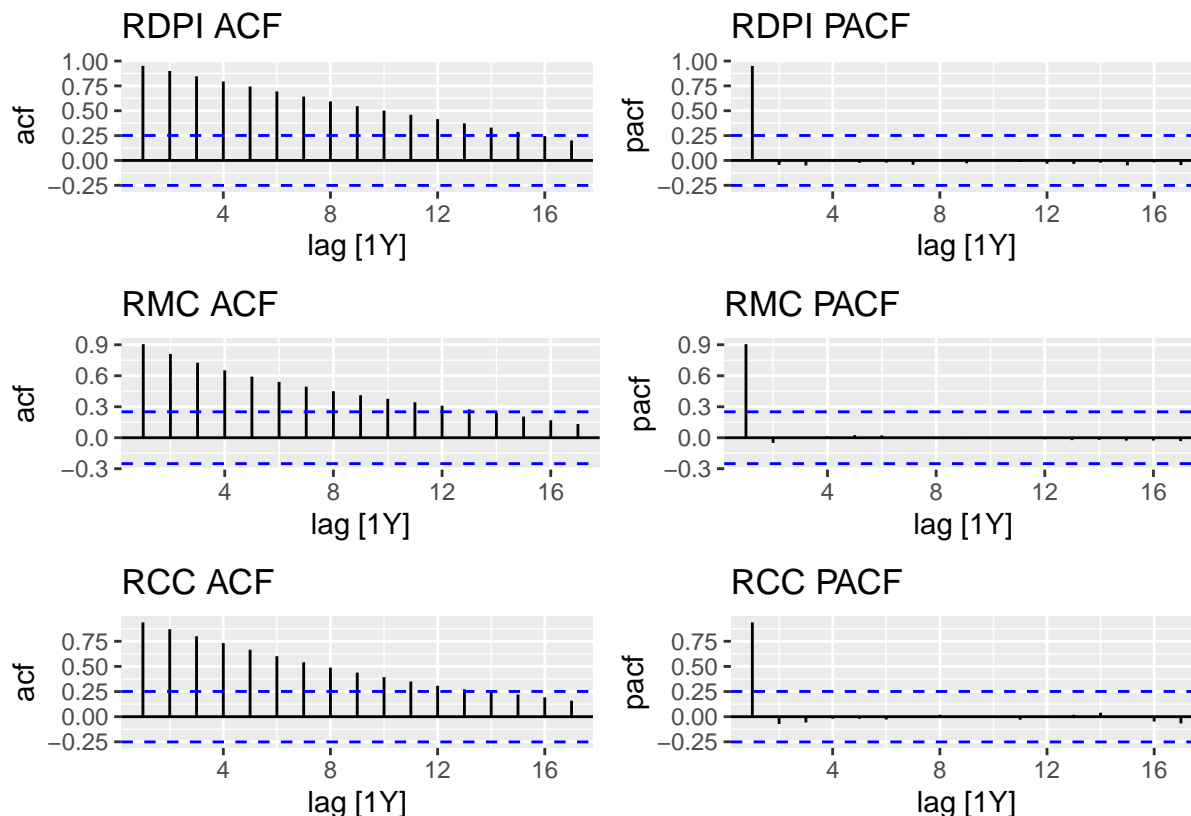 RDPI ACF
1.00
0.75
0.50
0.25
0.00
−0.25
acf
4 8 12 16
lag [1Y]
RDPI PACF
1.00
0.75
0.50
0.25
0.00
−0.25
pacf
4 8 12 16
lag [1Y]
RMC ACF
0.9
0.6
0.3
0.0
−0.3
acf
4 8 12 16
lag [1Y]
RMC PACF
0.9
0.6
0.3
0.0
−0.3
pacf
4 8 12 16
lag [1Y]
RCC ACF
0.75
0.50
0.25
0.00
−0.25
acf
4 8 12 16
lag [1Y]
RCC PACF
0.75
0.50
0.25
0.00
−0.25
pacf
4 8 12 16
lag [1Y]